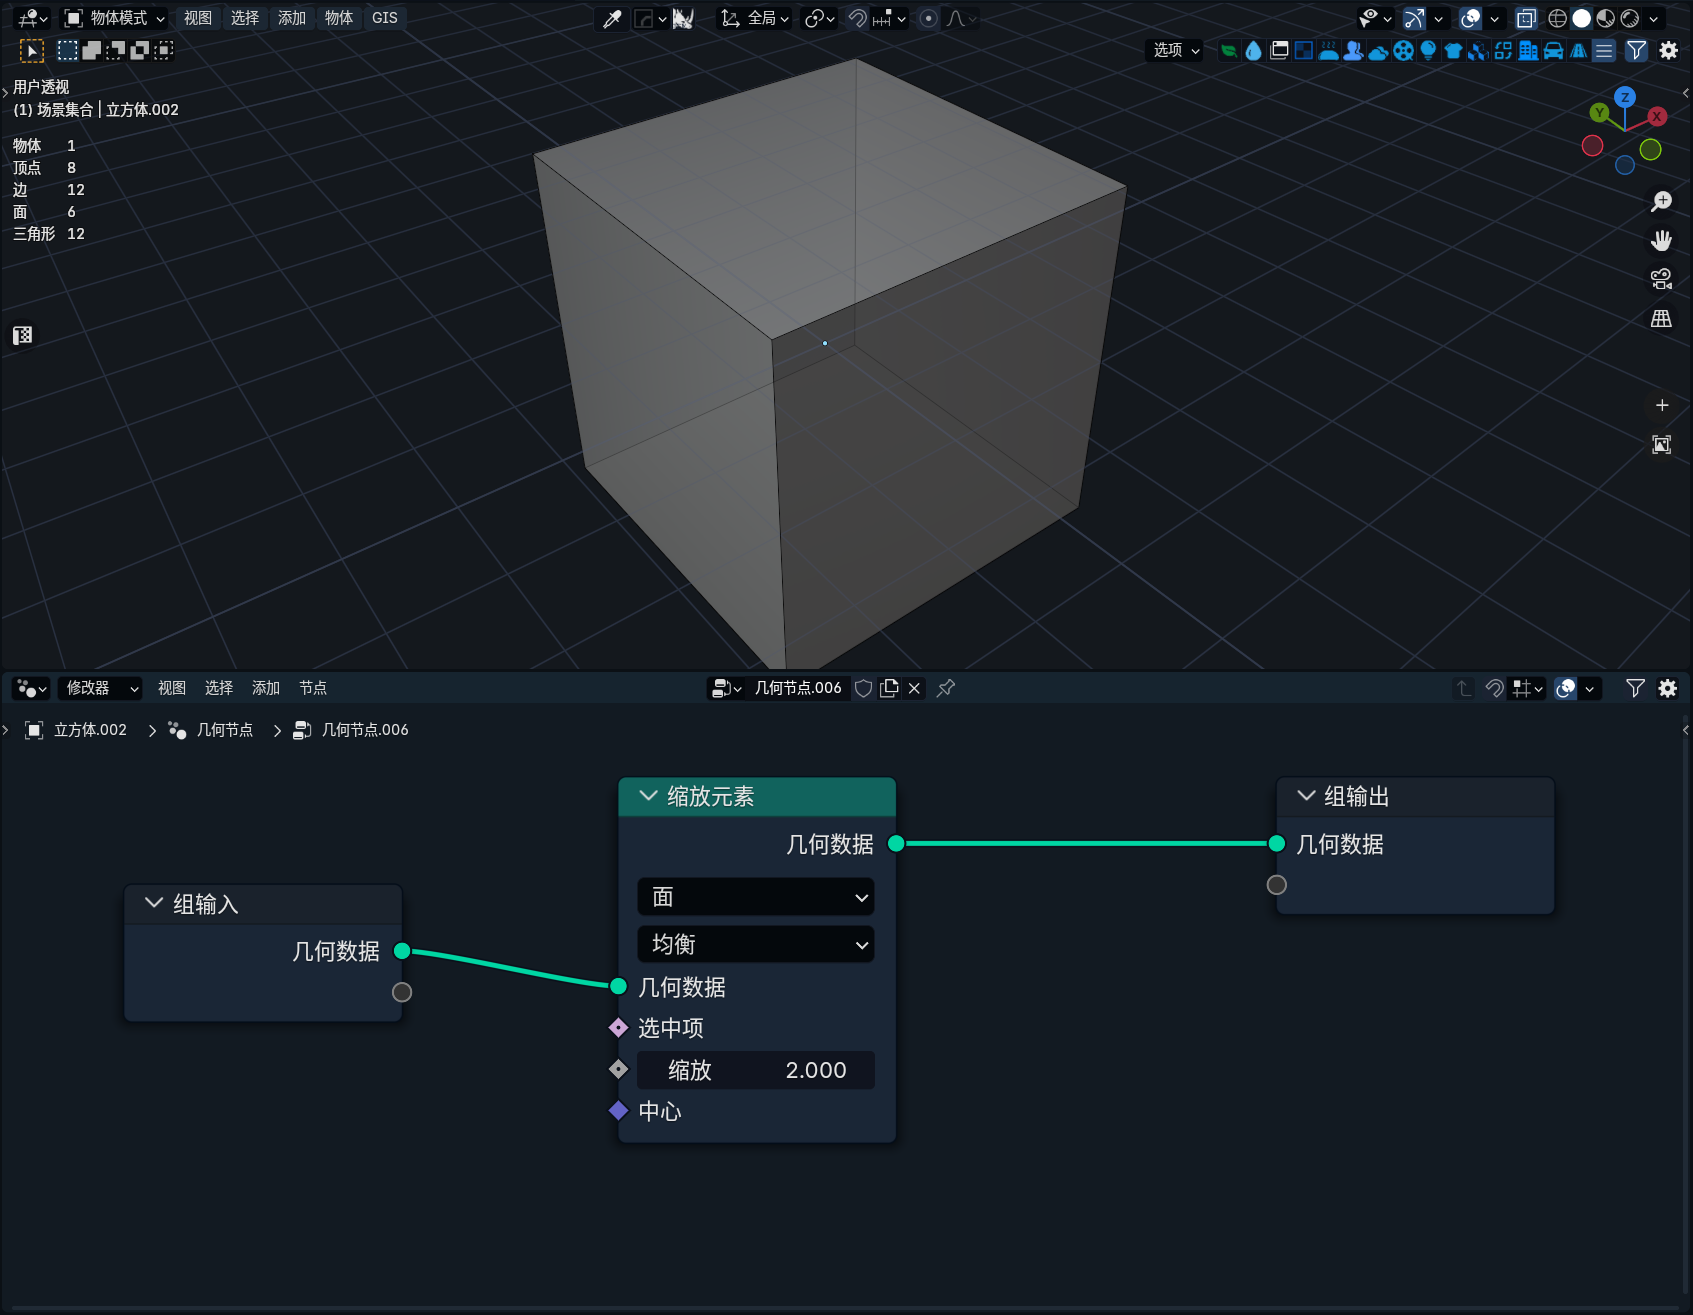 物体模式 视图 选择 添加 物体 GIS 全局
选项
用户透视
(1) 场景集合 | 立方体.002
物体 1
顶点 8
边 12
面 6
三角形 12
Z
Y
X
修改器 视图 选择 添加 节点 几何节点.006
立方体.002 几何节点 几何节点.006
组输入
几何数据
缩放元素
几何数据
面
均衡
几何数据
选中项
缩放 2.000
中心
组输出
几何数据